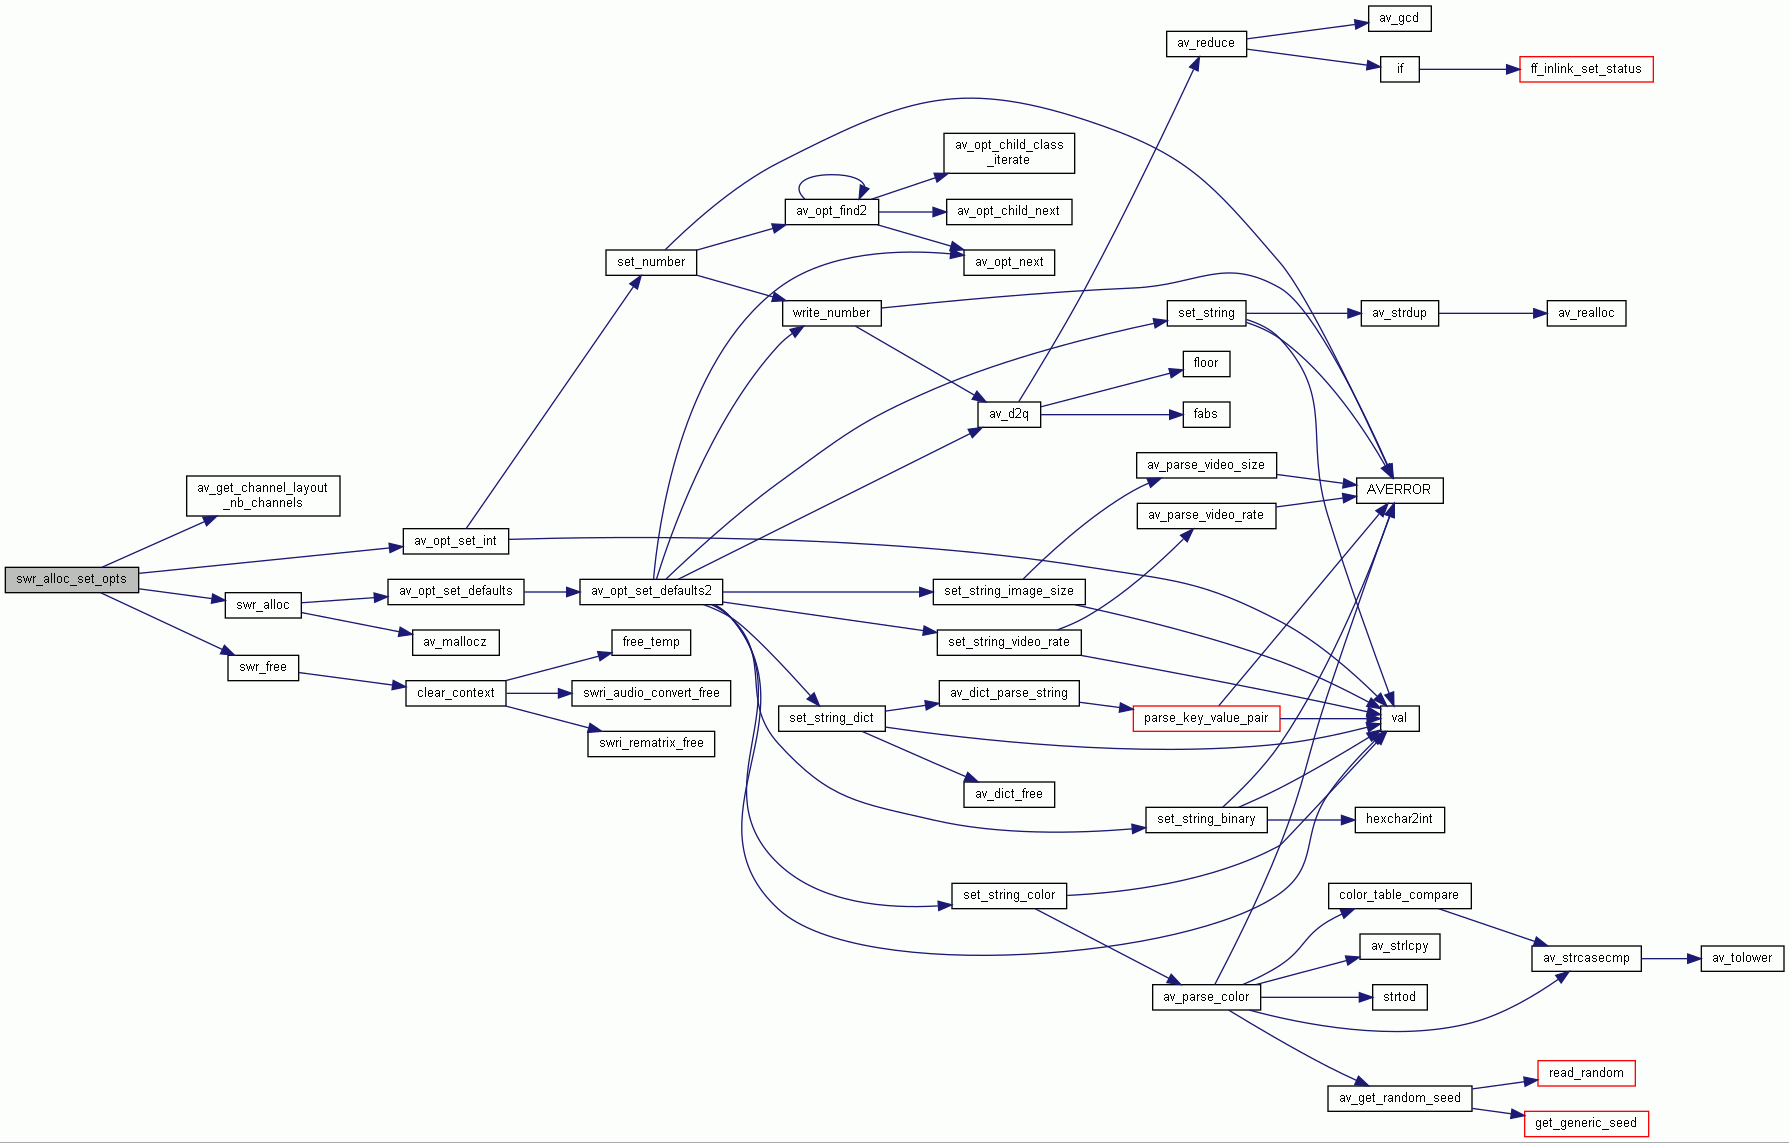 av_gcd
av_reduce
if
ff_inlink_set_status
av_opt_child_class
_iterate
av_opt_find2
av_opt_child_next
set_number
av_opt_next
write_number
set_string
av_strdup
av_realloc
floor
av_d2q
fabs
av_parse_video_size
av_get_channel_layout
_nb_channels
AVERROR
av_parse_video_rate
av_opt_set_int
swr_alloc_set_opts
av_opt_set_defaults
av_opt_set_defaults2
set_string_image_size
swr_alloc
av_mallocz
free_temp
set_string_video_rate
swr_free
clear_context
swri_audio_convert_free
av_dict_parse_string
set_string_dict
parse_key_value_pair
val
swri_rematrix_free
av_dict_free
set_string_binary
hexchar2int
set_string_color
color_table_compare
av_strlcpy
av_strcasecmp
av_tolower
av_parse_color
strtod
read_random
av_get_random_seed
get_generic_seed